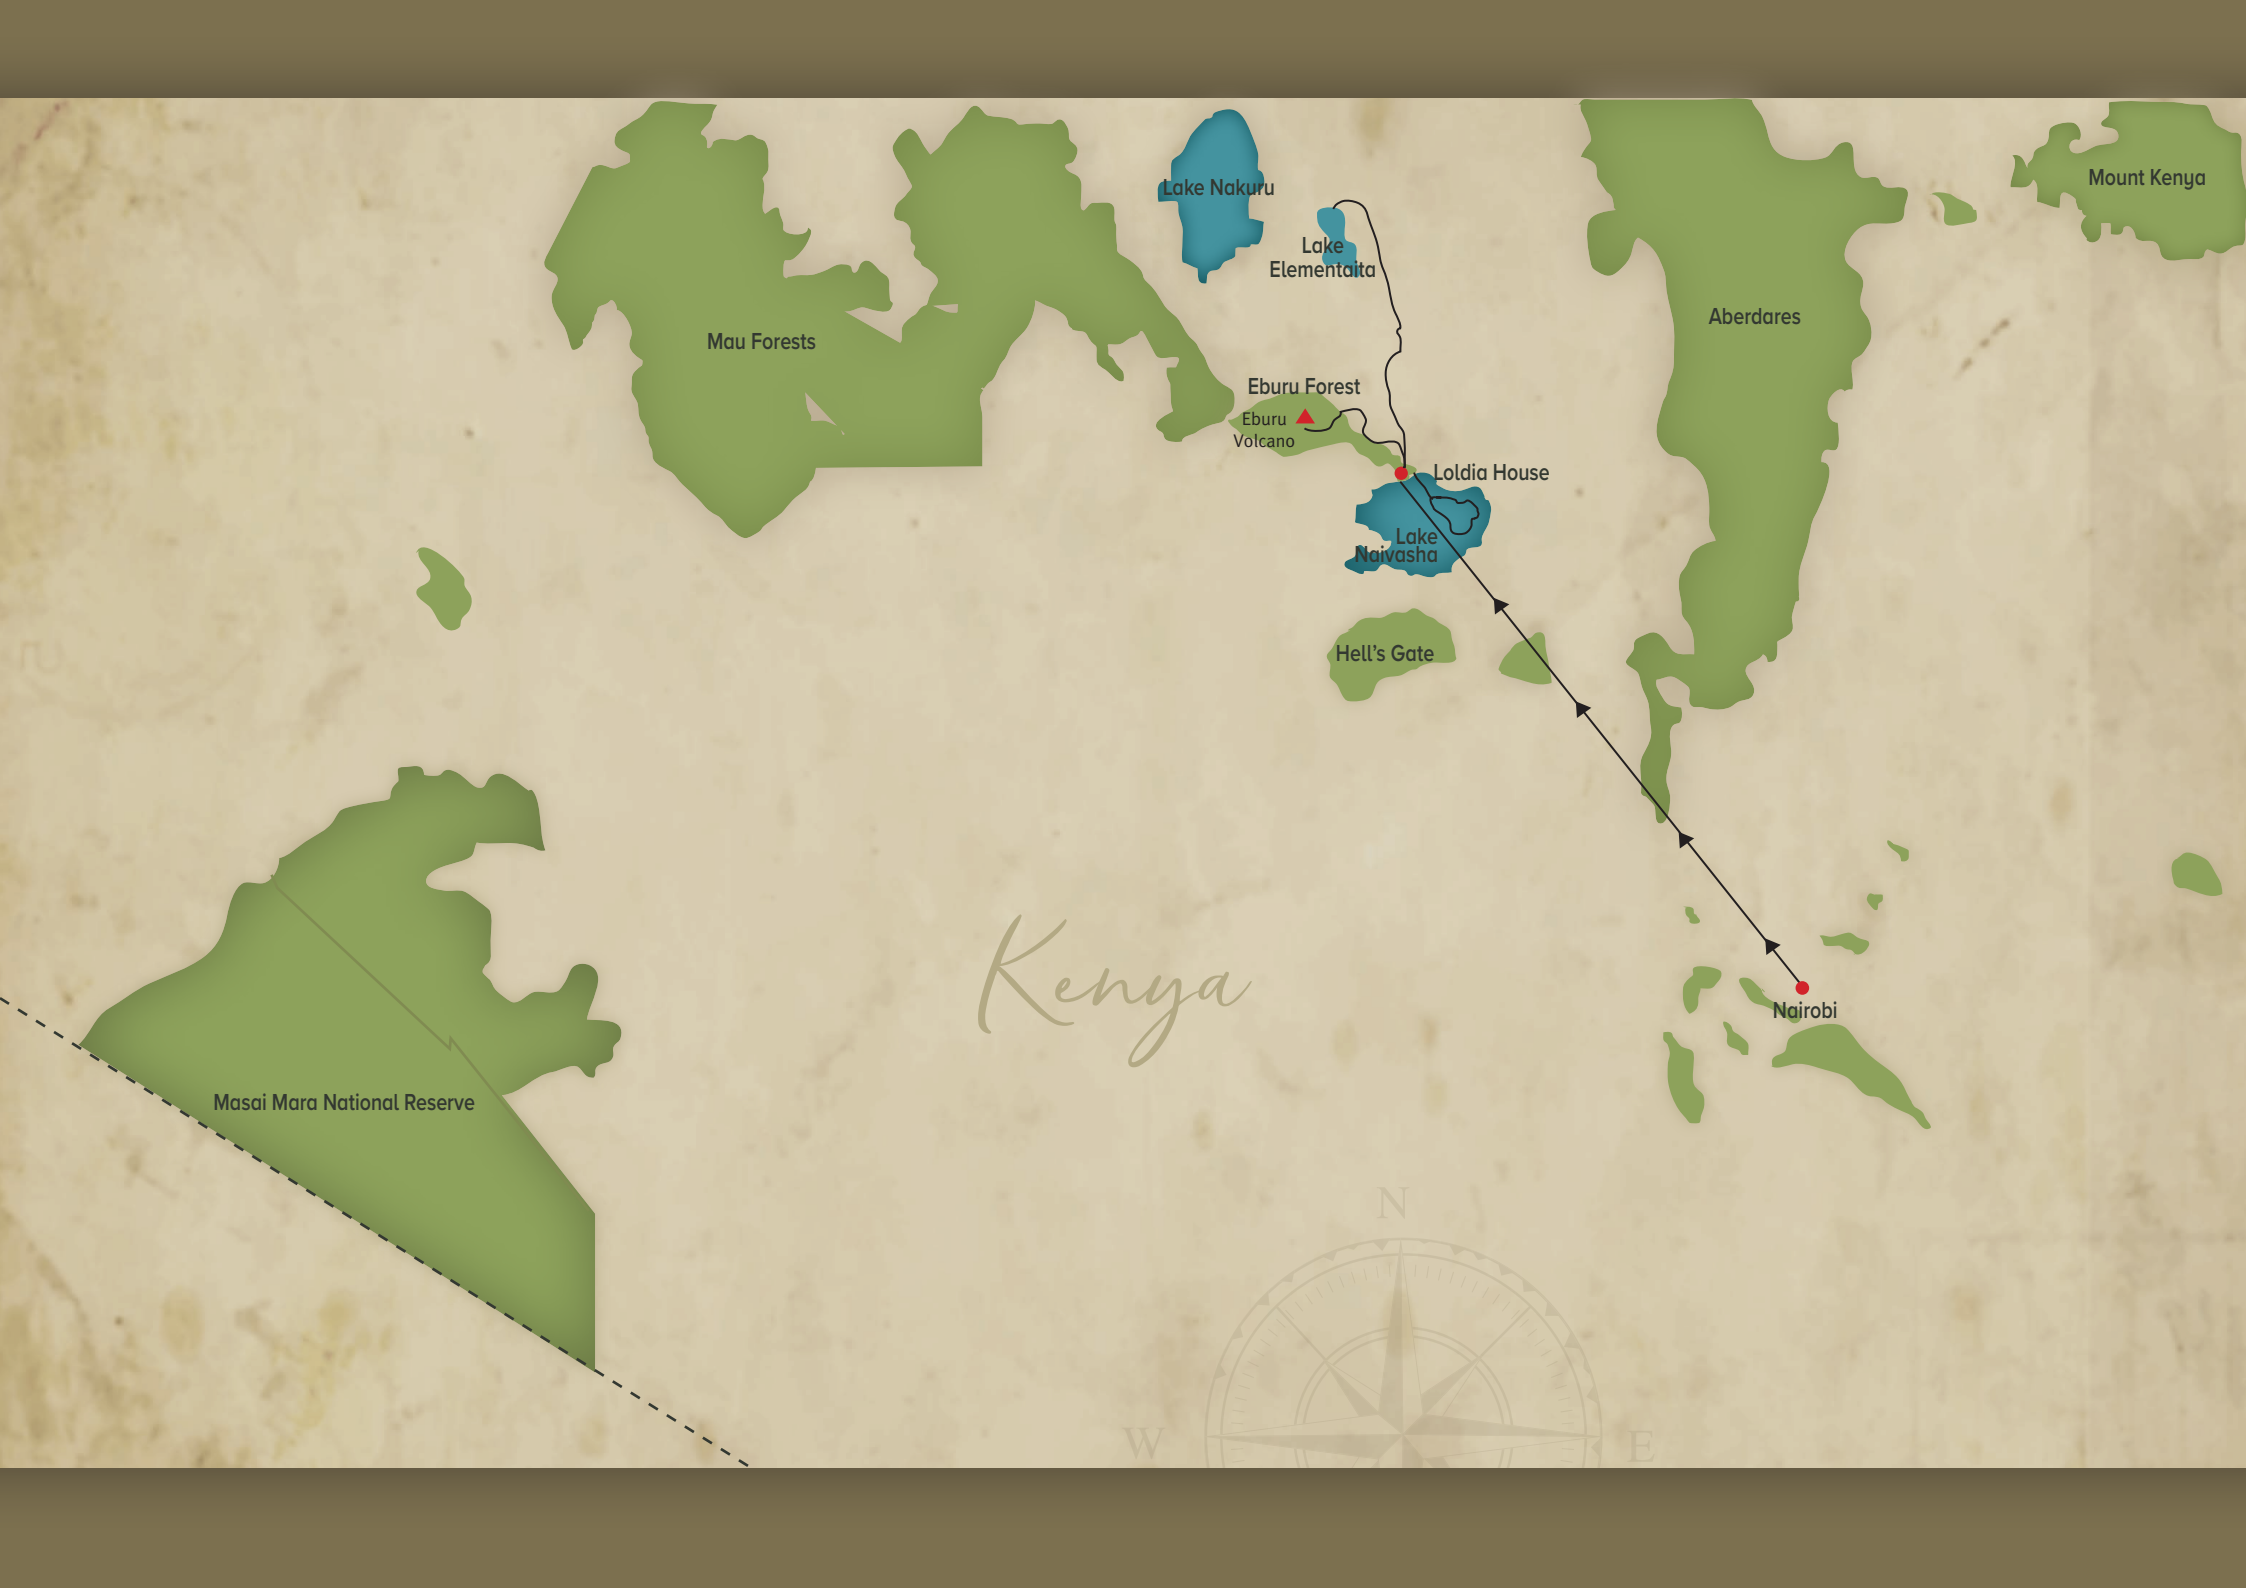 Lake Nakuru
Mount Kenya
Lake
Elementaita
Aberdares
Mau Forests
Eburu Forest
Eburu
Volcano
Loldia House
Lake
Naivasha
Hell's Gate
Kenya
Nairobi
Masai Mara National Reserve
N
W
E